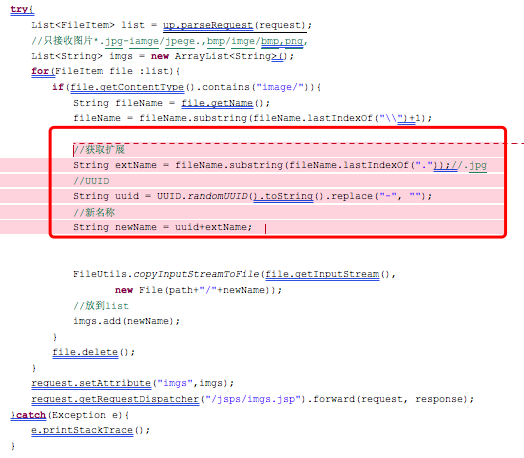 try{
List<FileItem> list = up.parseRequest(request);
//只接收图片*.jpg-iamge/jpege.,bmp/imge/bmp,png,
List<String> imgs = new ArrayList<String>();
for(FileItem file :list){
if(file.getContentType().contains("image/")){
String fileName = file.getName();
fileName = fileName.substring(fileName.lastIndexOf("\\")+1);
//获取扩展
String extName = fileName.substring(fileName.lastIndexOf("."));//.jpg
//UUID
String uuid = UUID.randomUUID().toString().replace("-", "");
//新名称
String newName = uuid+extName;
FileUtils.copyInputStreamToFile(file.getInputStream(),
new File(path+"/"+newName));
//放到list
imgs.add(newName);
}
file.delete();
}
request.setAttribute("imgs",imgs);
request.getRequestDispatcher("/jsps/imgs.jsp").forward(request, response);
}catch(Exception e){
e.printStackTrace();
}